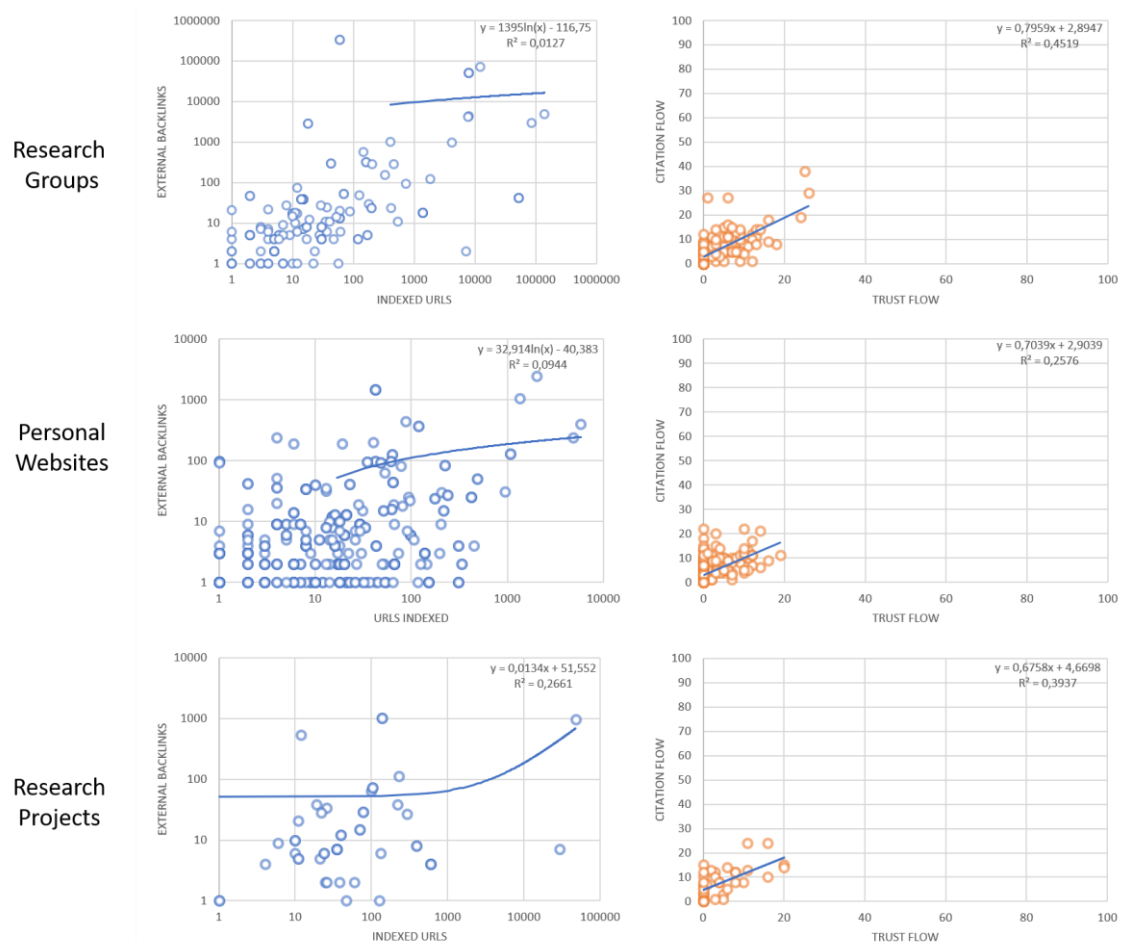 Research
Groups
EXTERNAL BACKLINKS
1000000
100000
10000
1000
100
10
1
y = 1395ln(x) - 116,75
R² = 0,0127
1 10 100 1000 10000 100000 1000000
INDEXED URLS
CITATION FLOW
100
90
80
70
60
50
40
30
20
10
0
y = 0,7959x + 2,8947
R² = 0,4519
0 20 40 60 80 100
TRUST FLOW
Personal
Websites
EXTERNAL BACKLINKS
10000
1000
100
10
1
y = 32,914ln(x) - 40,383
R² = 0,0944
1 10 100 1000 10000
URLS INDEXED
CITATION FLOW
100
90
80
70
60
50
40
30
20
10
0
y = 0,7039x + 2,9039
R² = 0,2576
0 20 40 60 80 100
TRUST FLOW
Research
Projects
EXTERNAL BACKLINKS
10000
1000
100
10
1
y = 0,0134x + 51,552
R² = 0,2661
1 10 100 1000 10000 100000
INDEXED URLS
CITATION FLOW
100
90
80
70
60
50
40
30
20
10
0
y = 0,6758x + 4,6698
R² = 0,3937
0 20 40 60 80 100
TRUST FLOW